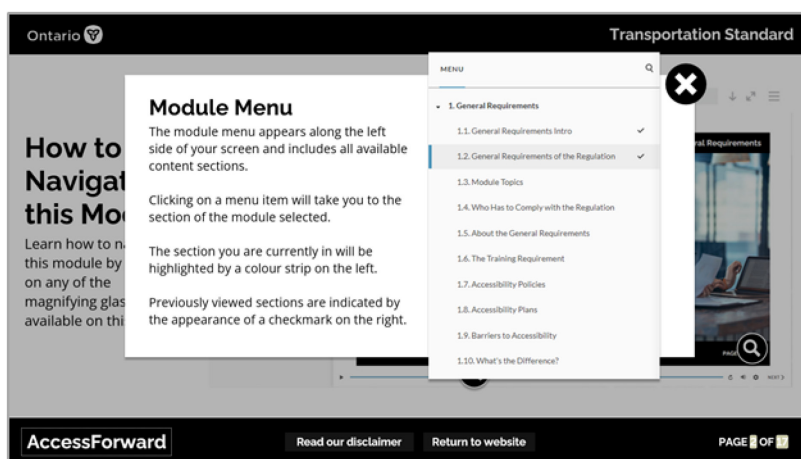 Ontario
Transportation Standard
How to
Navigat
this Mo
Learn how to n
this module by
on any of the
magnifying glas
available on thi
Module Menu
The module menu appears along the left
side of your screen and includes all available
content sections.
Clicking on a menu item will take you to the
section of the module selected.
The section you are currently in will be
highlighted by a colour strip on the left.
Previously viewed sections are indicated by
the appearance of a checkmark on the right.
MENU
1. General Requirements
1.1. General Requirements Intro
1.2. General Requirements of the Regulation
1.3. Module Topics
1.4. Who Has to Comply with the Regulation
1.5. About the General Requirements
1.6. The Training Requirement
1.7. Accessibility Policies
1.8. Accessibility Plans
1.9. Barriers to Accessibility
1.10. What's the Difference?
ral Requirements
PAGE
NEXT >
AccessForward
Read our disclaimer
Return to website
PAGE 2 OF 17